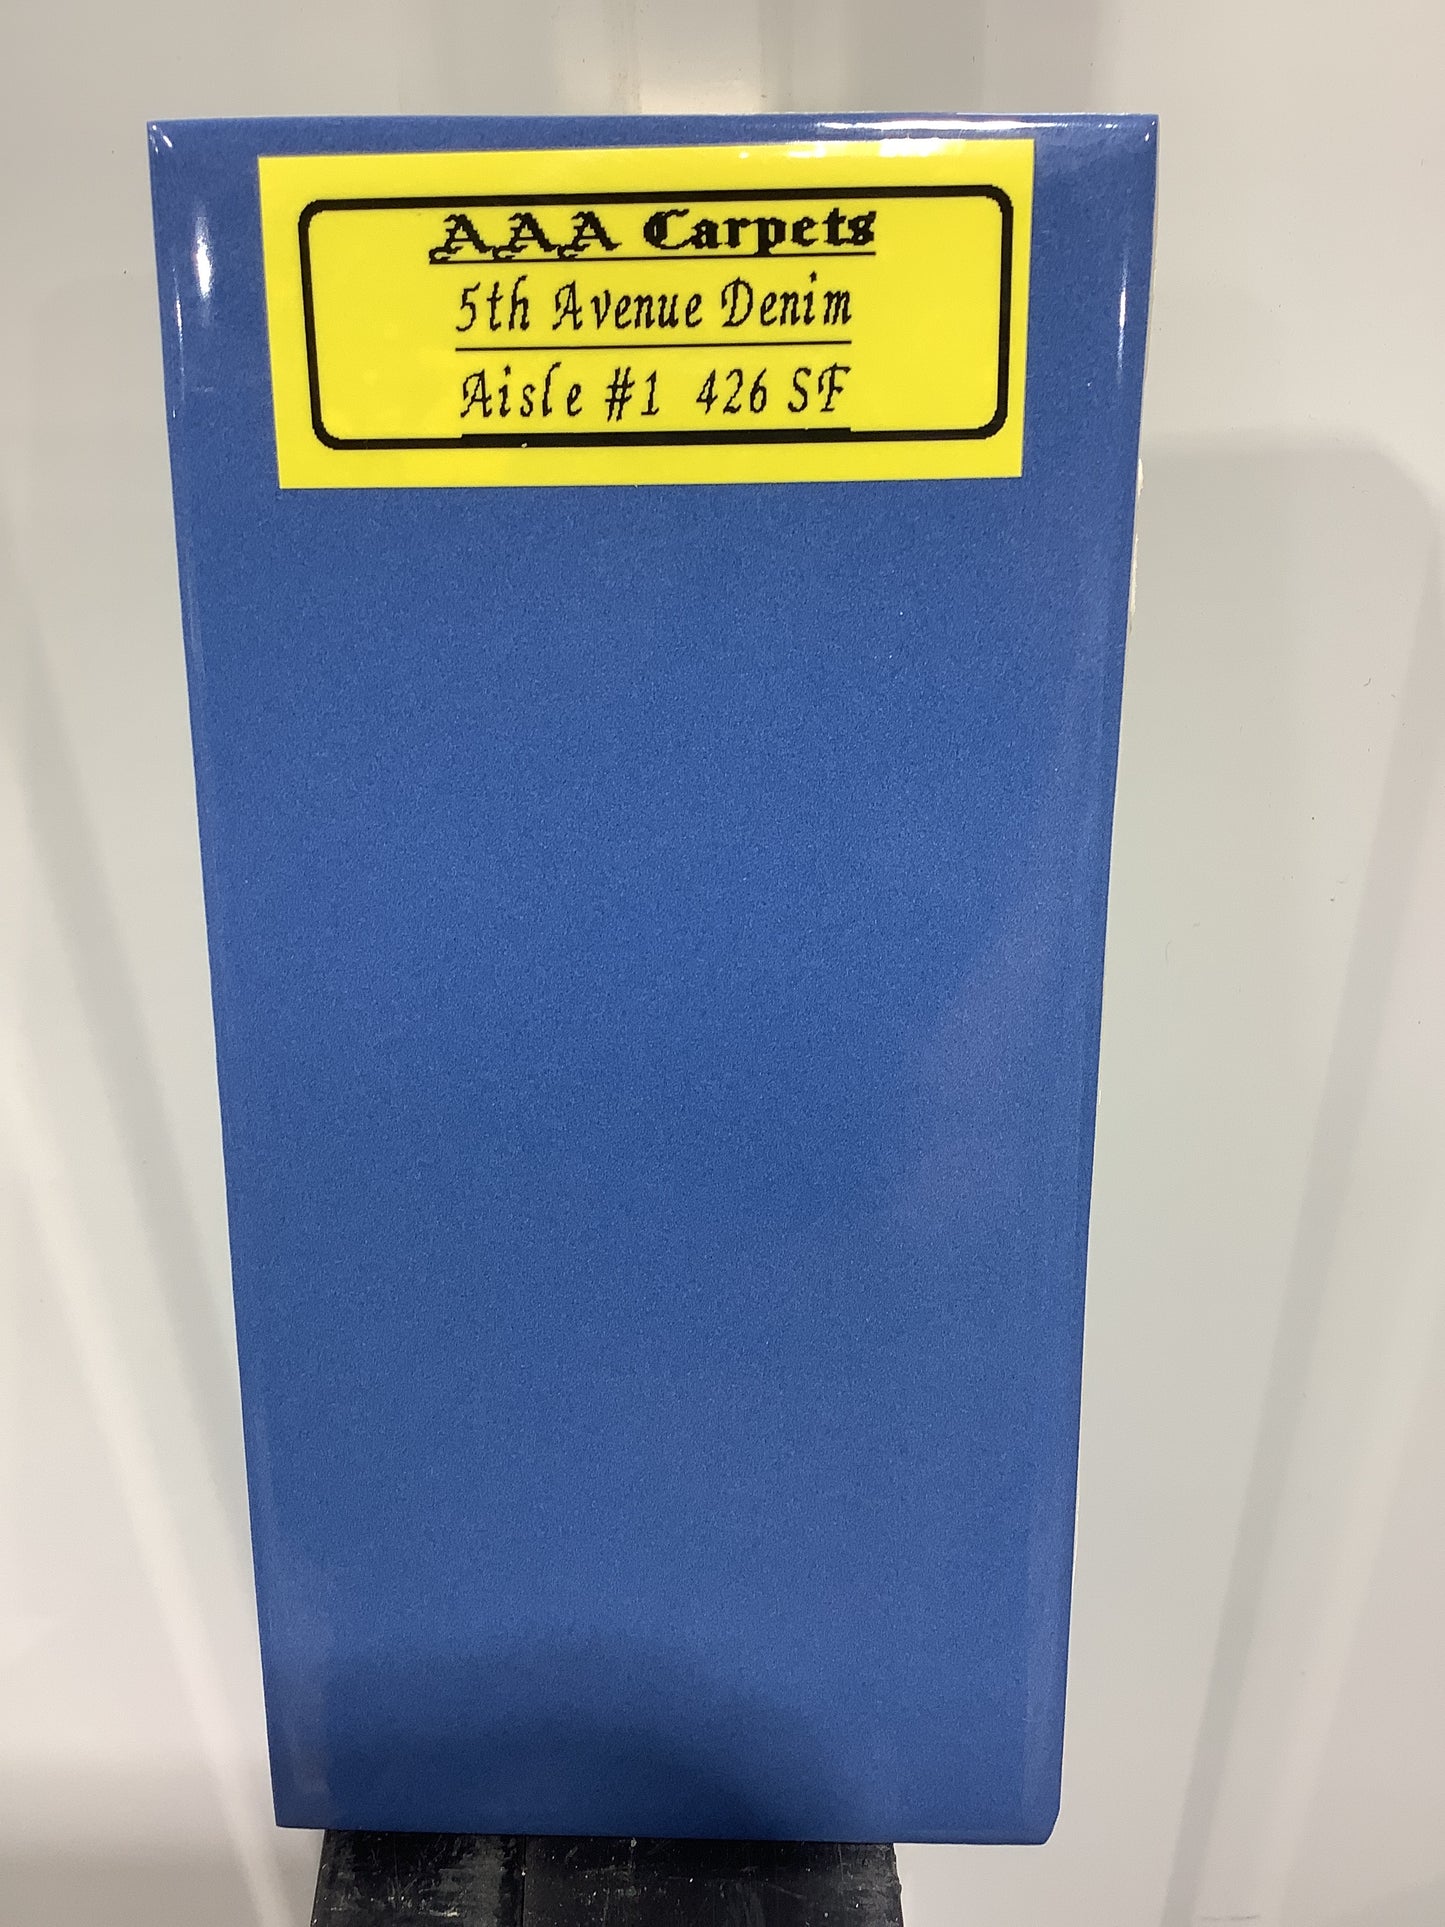 AAA Carpets
5th Avenue Denim
Aisle #1 426 SF